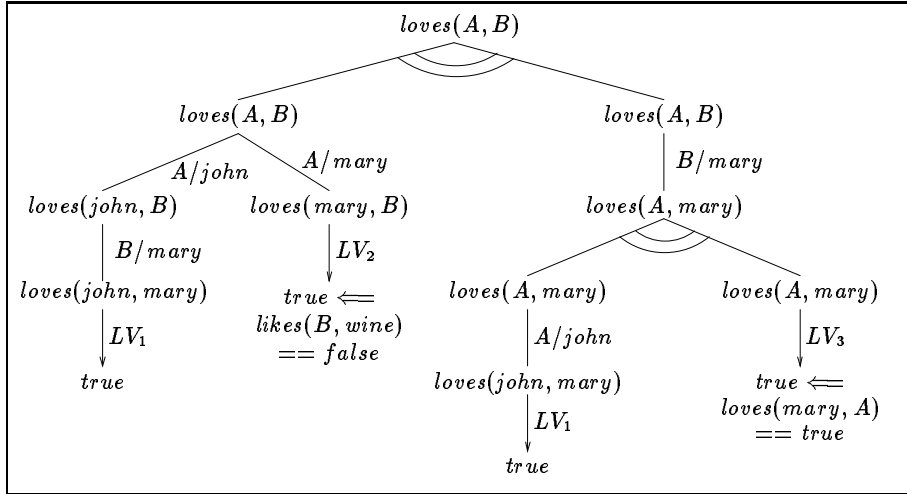 loves(A, B)
loves(A, B)
loves(A, B)
A/john
A/mary
B/mary
loves(john, B)
loves(mary, B)
loves(A, mary)
B/mary
LV₂
loves(john, mary)
true ⟸
likes(B, wine)
== false
loves(A, mary)
loves(A, mary)
LV₁
A/john
LV₃
true
loves(john, mary)
true ⟸
loves(mary, A)
== true
LV₁
true